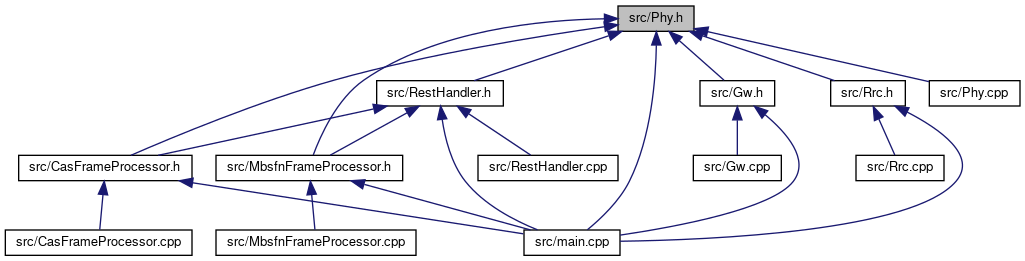 src/Phy.h
src/RestHandler.h
src/Gw.h
src/Rrc.h
src/Phy.cpp
src/CasFrameProcessor.h
src/MbsfnFrameProcessor.h
src/RestHandler.cpp
src/Gw.cpp
src/Rrc.cpp
src/CasFrameProcessor.cpp
src/MbsfnFrameProcessor.cpp
src/main.cpp